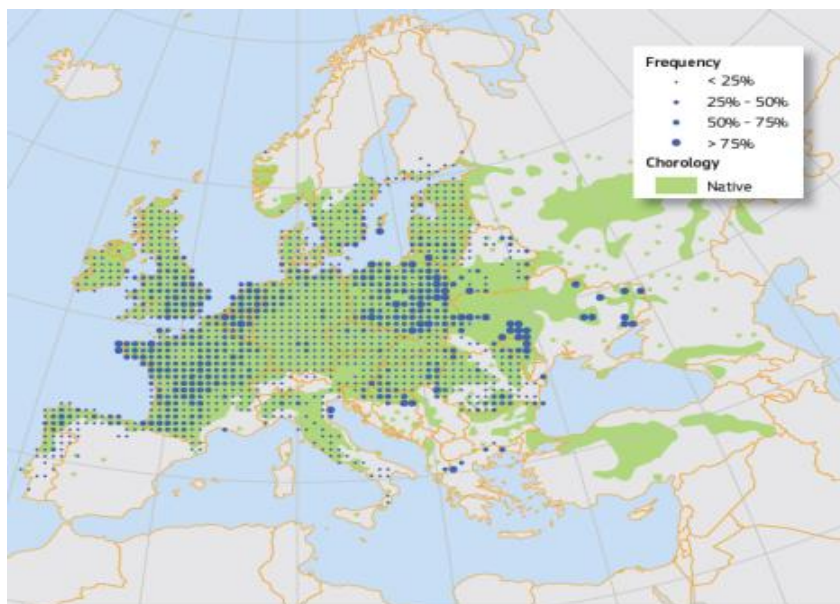 Frequency
< 25%
25% - 50%
50% - 75%
> 75%
Chorology
Native